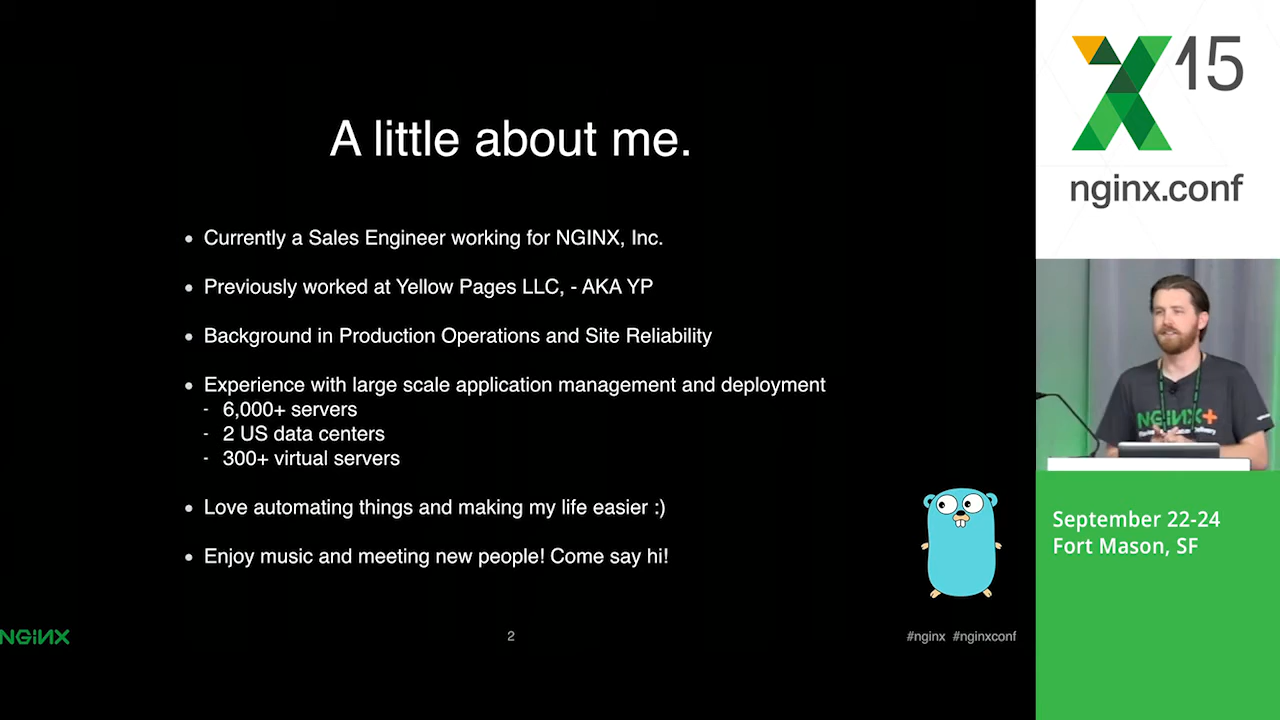 A little about me.
Currently a Sales Engineer working for NGINX, Inc.
Previously worked at Yellow Pages LLC, - AKA YP
Background in Production Operations and Site Reliability
Experience with large scale application management and deployment
- 6,000+ servers
- 2 US data centers
- 300+ virtual servers
Love automating things and making my life easier :)
Enjoy music and meeting new people! Come say hi!
NGINX
2
#nginx #nginxconf
X15
nginx.conf
NGINX+
September 22-24
Fort Mason, SF